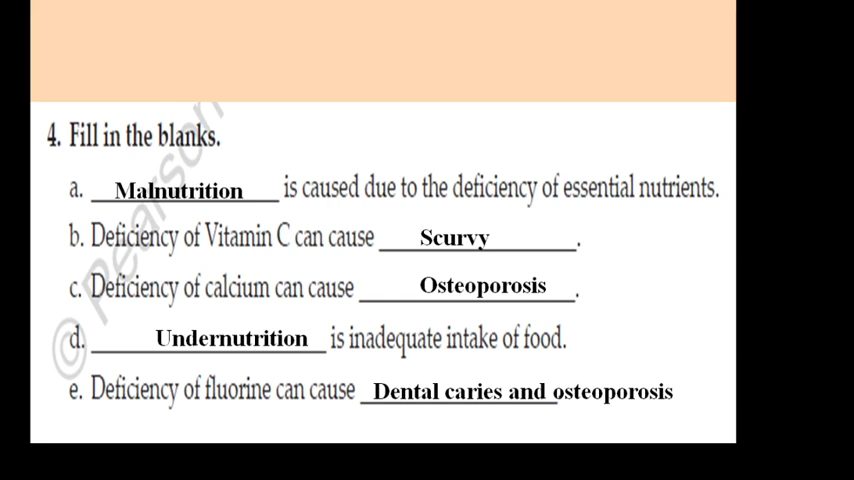 4. Fill in the blanks.
a. Malnutrition is caused due to the deficiency of essential nutrients.
b. Deficiency of Vitamin C can cause Scurvy.
c. Deficiency of calcium can cause Osteoporosis.
d. Undernutrition is inadequate intake of food.
e. Deficiency of fluorine can cause Dental caries and osteoporosis
© Pearson